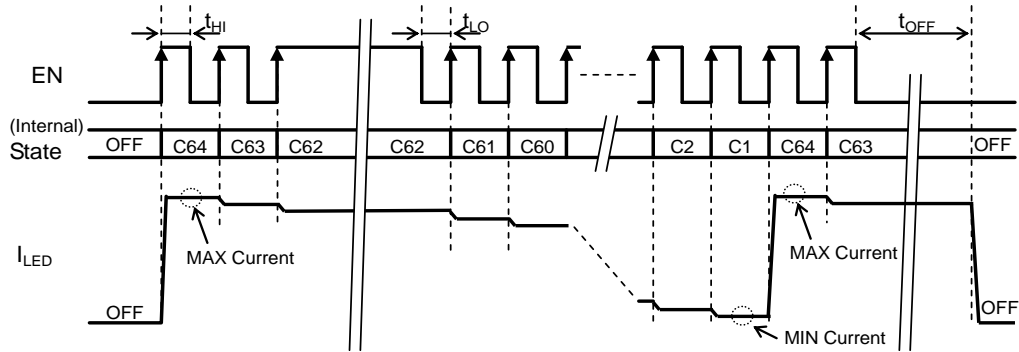 tHI
tLO
tOFF
EN
(Internal)
State
OFF C64 C63 C62 C62 C61 C60 C2 C1 C64 C63 OFF
MAX Current
MAX Current
ILED
OFF
OFF
MIN Current